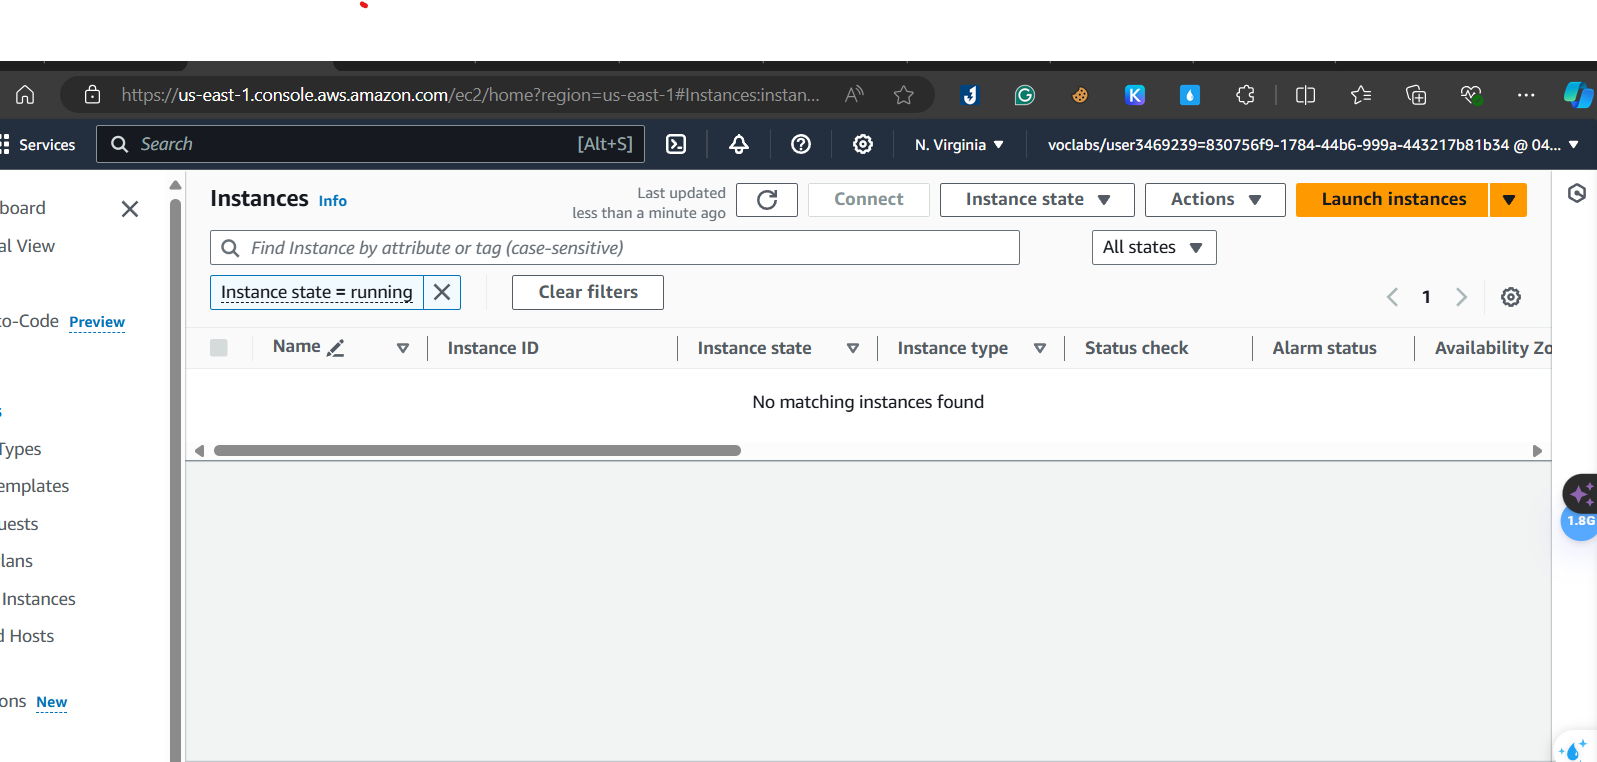 https://us-east-1.console.aws.amazon.com/ec2/home?region=us-east-1#Instances:instan...
Services
Search
[Alt+S]
N. Virginia
voclabs/user3469239=830756f9-1784-44b6-999a-443217b81b34 @ 04...
board
al View
to-Code Preview
s
Types
emplates
uests
lans
Instances
d Hosts
ons New
Instances Info
Last updated
less than a minute ago
Connect
Instance state
Actions
Launch instances
Find Instance by attribute or tag (case-sensitive)
All states
Instance state = running
Clear filters
1
Name
Instance ID
Instance state
Instance type
Status check
Alarm status
Availability Zo
No matching instances found
1.8G